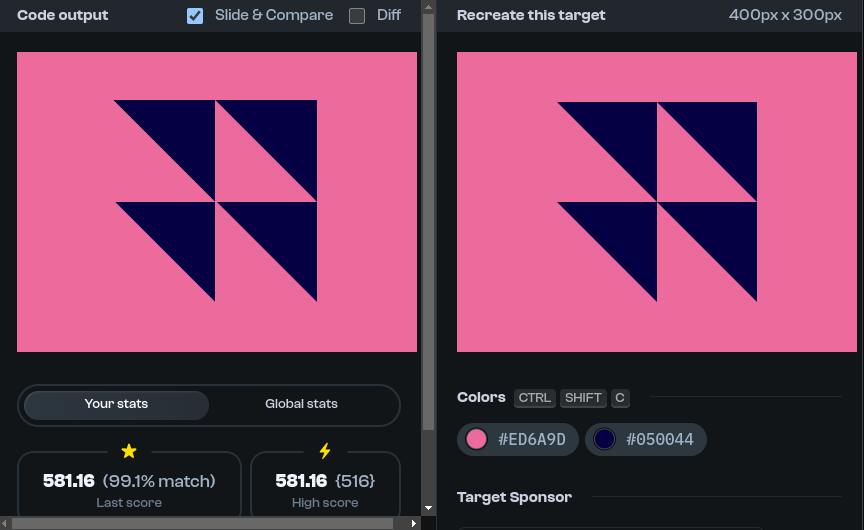 Code output
Slide & Compare
Diff
Recreate this target
400px x 300px
Your stats
Global stats
581.16 (99.1% match)
Last score
581.16 {516}
High score
Colors CTRL SHIFT C
#ED6A9D
#050044
Target Sponsor